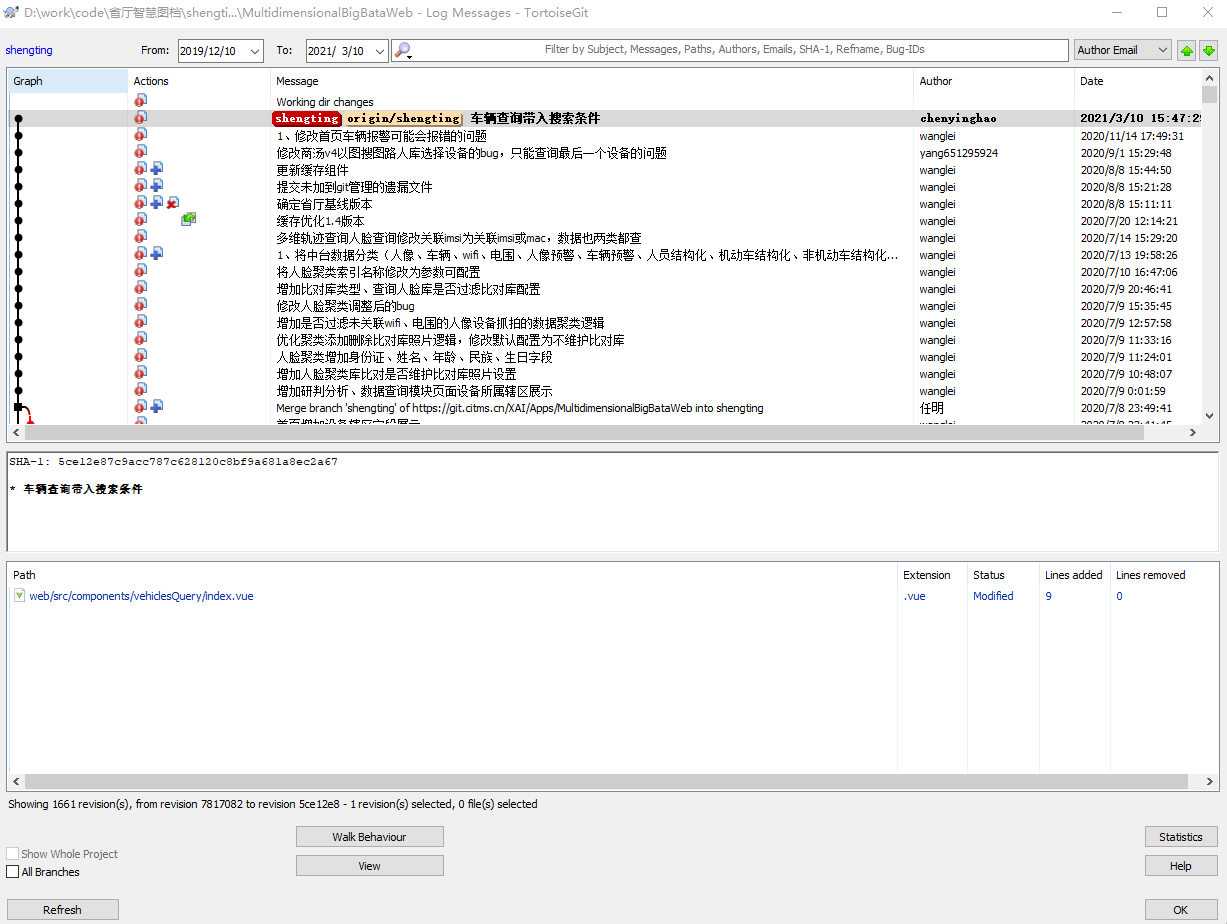 D:\work\code\省厅智慧图档\shengti...\MultidimensionalBigBataWeb - Log Messages - TortoiseGit
shengting From: 2019/12/10 To: 2021/ 3/10 Filter by Subject, Messages, Paths, Authors, Emails, SHA-1, Refname, Bug-IDs Author Email
Graph Actions Message Author Date
Working dir changes
shengting origin/shengting 车辆查询带入搜索条件 chenyinghao 2021/3/10 15:47:2
1、修改首页车辆报警可能会报错的问题 wanglei 2020/11/14 17:49:31
修改商汤v4以图搜图路人库选择设备的bug，只能查询最后一个设备的问题 yang651295924 2020/9/1 15:29:48
更新缓存组件 wanglei 2020/8/8 15:44:50
提交未加到git管理的遗漏文件 wanglei 2020/8/8 15:21:28
确定省厅基线版本 wanglei 2020/8/8 15:11:11
缓存优化1.4版本 wanglei 2020/7/20 12:14:21
多维轨迹查询人脸查询修改关联imsi为关联imsi或mac，数据也两类都查 wanglei 2020/7/14 15:29:20
1、将中台数据分类（人像、车辆、wifi、电围、人像预警、车辆预警、人员结构化、机动车结构化、非机动车结构化... wanglei 2020/7/13 19:58:26
将人脸聚类索引名称修改为参数可配置 wanglei 2020/7/10 16:47:06
增加比对库类型、查询人脸库是否过滤比对库配置 wanglei 2020/7/9 20:46:41
修改人脸聚类调整后的bug wanglei 2020/7/9 15:35:45
增加是否过滤未关联wifi、电围的人像设备抓拍的数据聚类逻辑 wanglei 2020/7/9 12:57:58
优化聚类添加删除比对库照片逻辑，修改默认配置为不维护比对库 wanglei 2020/7/9 11:33:16
人脸聚类增加身份证、姓名、年龄、民族、生日字段 wanglei 2020/7/9 11:24:01
增加人脸聚类库比对是否维护比对库照片设置 wanglei 2020/7/9 10:48:07
增加研判分析、数据查询模块页面设备所属辖区展示 wanglei 2020/7/9 0:01:59
Merge branch 'shengting' of https://git.citms.cn/XAI/Apps/MultidimensionalBigBataWeb into shengting 任明 2020/7/8 23:49:41
SHA-1: 5ce12e87c9acc787c628120c8bf9a681a8ec2a67
* 车辆查询带入搜索条件
Path Extension Status Lines added Lines removed
web/src/components/vehiclesQuery/index.vue .vue Modified 9 0
Showing 1661 revision(s), from revision 7817082 to revision 5ce12e8 - 1 revision(s) selected, 0 file(s) selected
Walk Behaviour Statistics
Show Whole Project
View Help
All Branches
Refresh OK